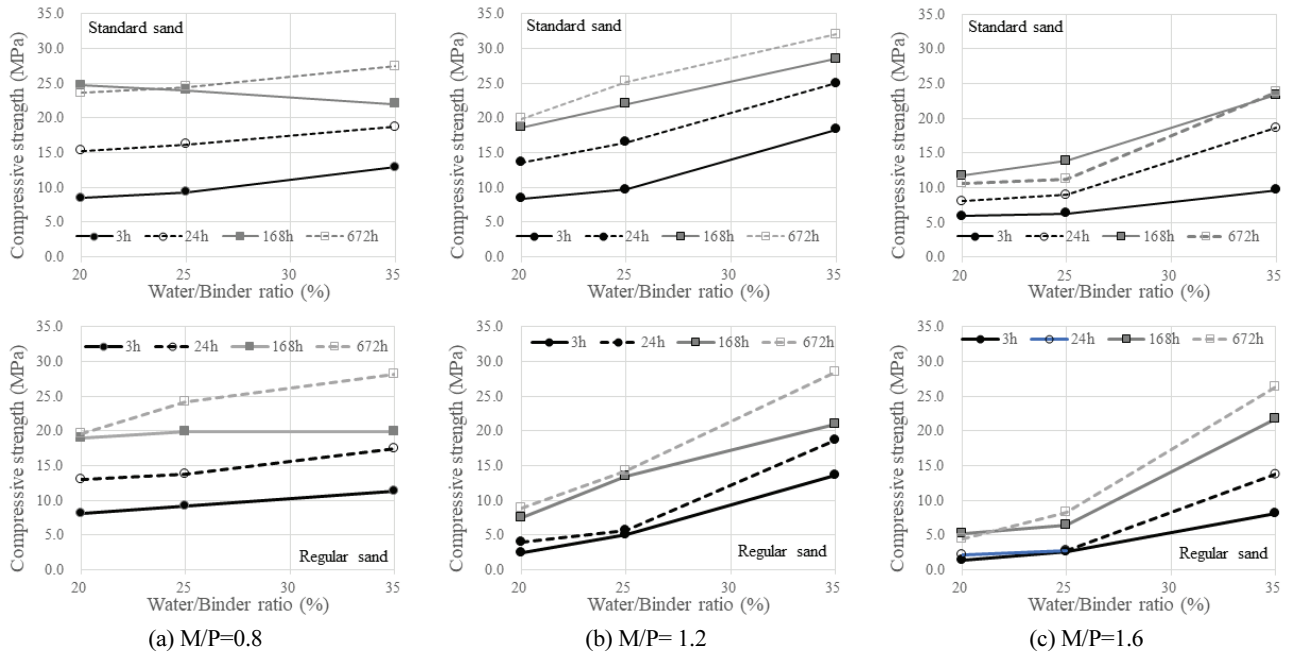 Compressive strength (MPa)
35.0
30.0
25.0
20.0
15.0
10.0
5.0
0.0
Standard sand
3h 24h 168h 672h
20 25 30 35
Water/Binder ratio (%)
Compressive strength (MPa)
35.0
30.0
25.0
20.0
15.0
10.0
5.0
0.0
Standard sand
3h 24h 168h 672h
20 25 30 35
Water/Binder ratio (%)
Compressive strength (MPa)
35.0
30.0
25.0
20.0
15.0
10.0
5.0
0.0
Standard sand
3h 24h 168h 672h
20 25 30 35
Water/Binder ratio (%)
Compressive strength (MPa)
35.0
30.0
25.0
20.0
15.0
10.0
5.0
0.0
3h 24h 168h 672h
Regular sand
20 25 30 35
Water/Binder ratio (%)
Compressive strength (MPa)
35.0
30.0
25.0
20.0
15.0
10.0
5.0
0.0
3h 24h 168h 672h
Regular sand
20 25 30 35
Water/Binder ratio (%)
Compressive strength (MPa)
35.0
30.0
25.0
20.0
15.0
10.0
5.0
0.0
3h 24h 168h 672h
Regular sand
20 25 30 35
Water/Binder ratio (%)
(a) M/P=0.8
(b) M/P= 1.2
(c) M/P=1.6